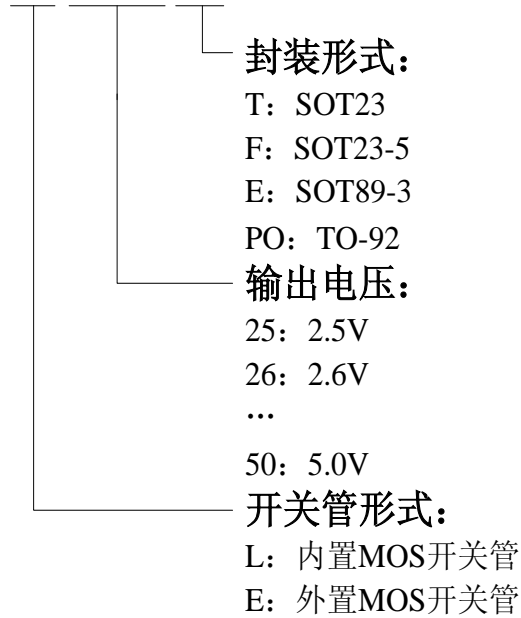 封装形式：
T：SOT23
F：SOT23-5
E：SOT89-3
PO：TO-92
输出电压：
25：2.5V
26：2.6V
…
50：5.0V
开关管形式：
L：内置MOS开关管
E：外置MOS开关管